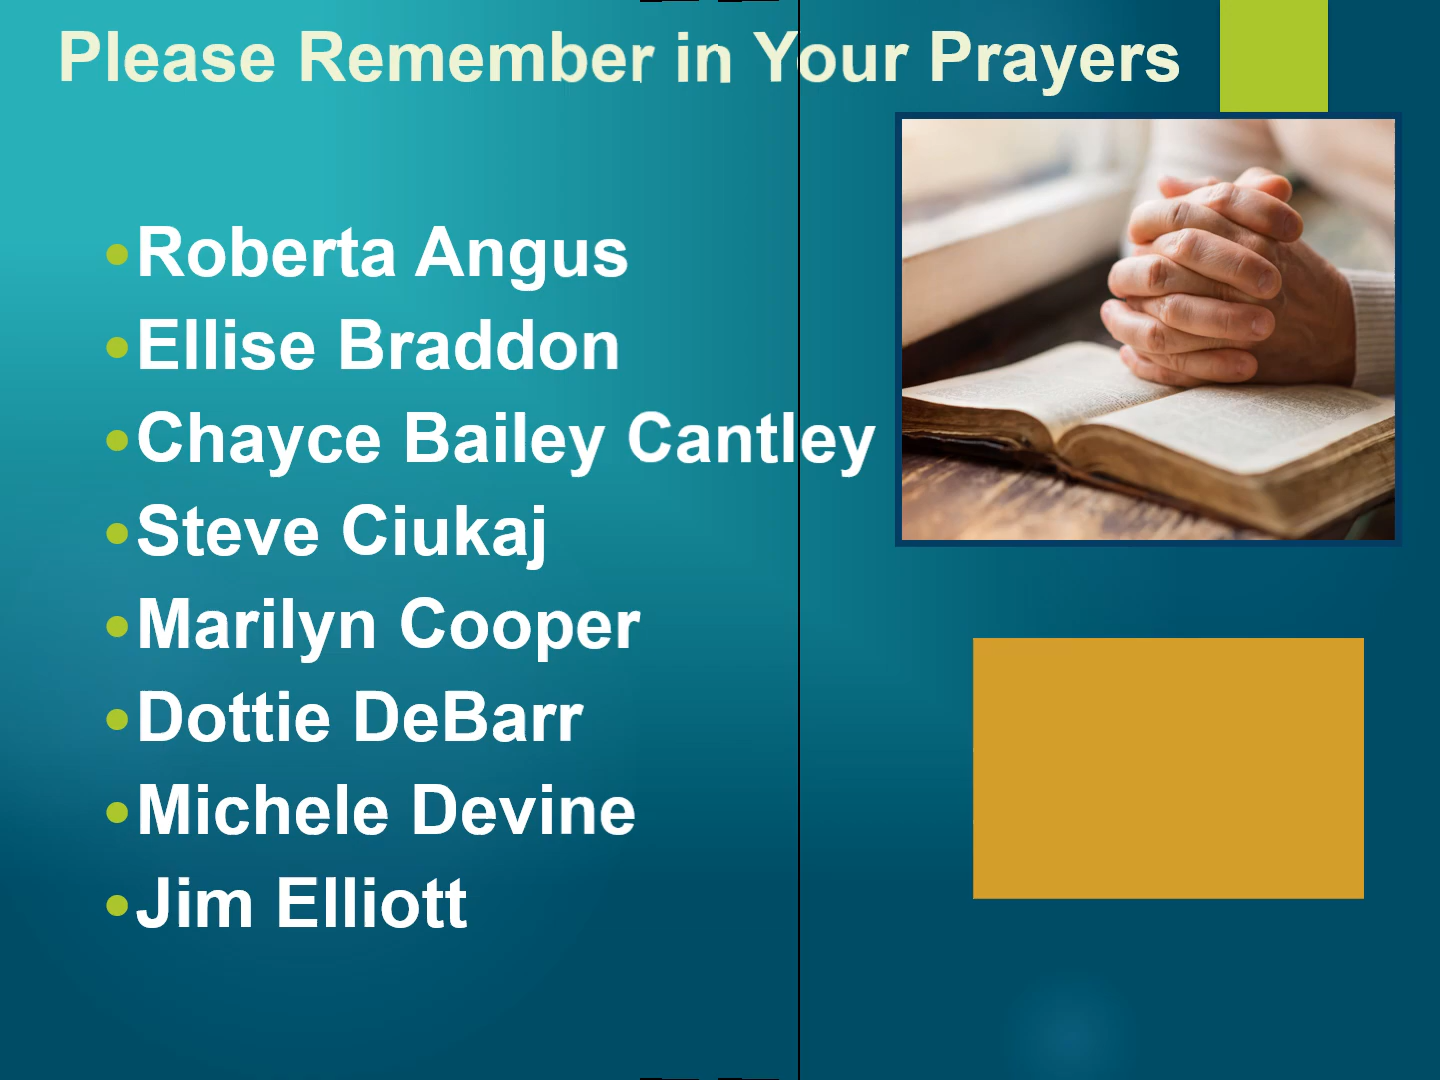 Please Remember in Your Prayers
Roberta Angus
Ellise Braddon
Chayce Bailey Cantley
Steve Ciukaj
Marilyn Cooper
Dottie DeBarr
Michele Devine
Jim Elliott